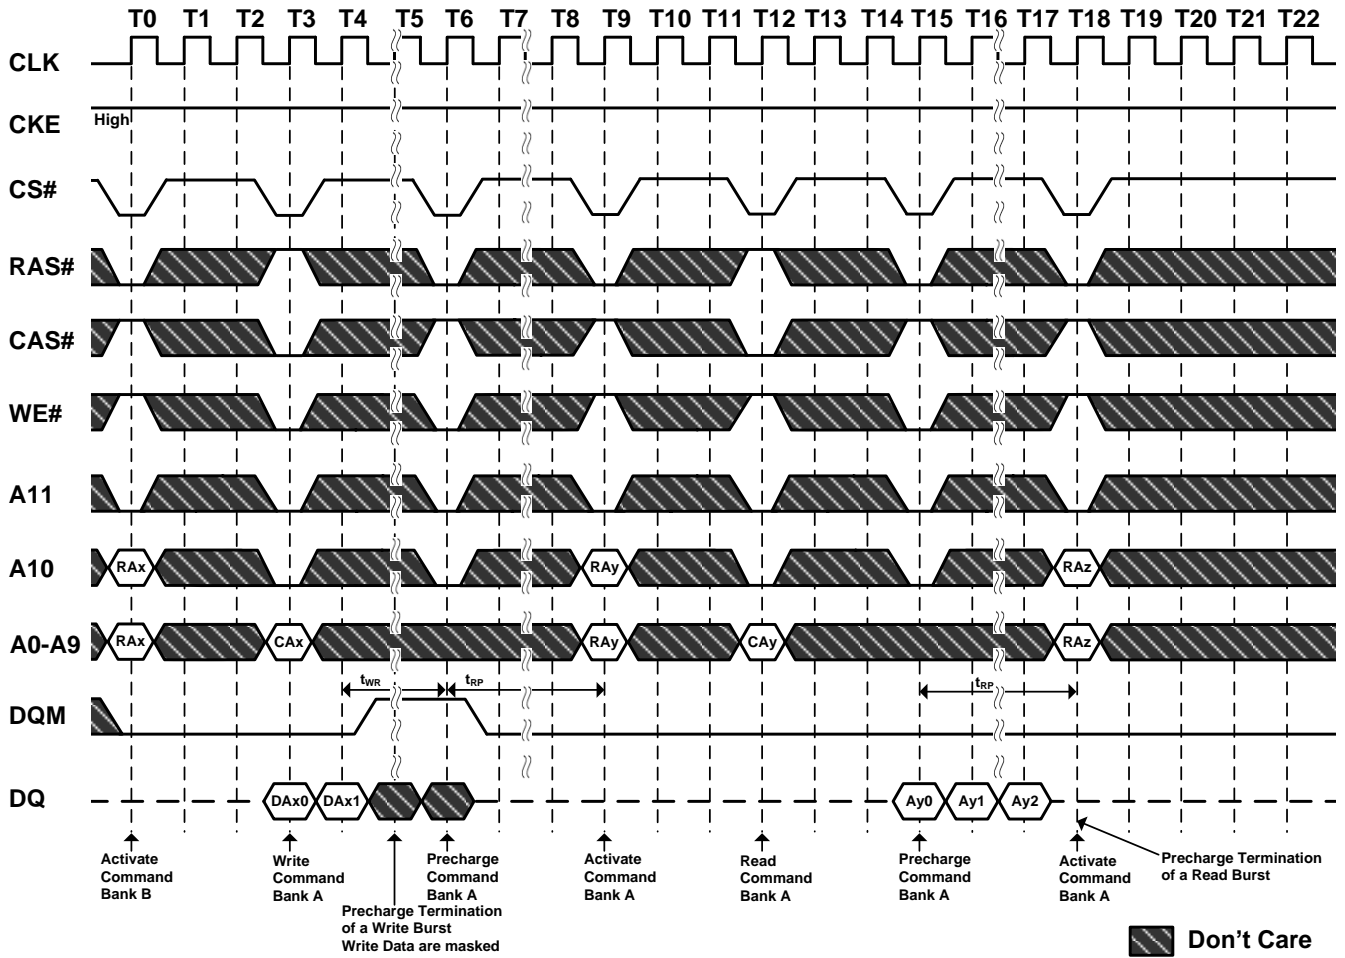 T0 T1 T2 T3 T4 T5 T6 T7 T8 T9 T10 T11 T12 T13 T14 T15 T16 T17 T18 T19 T20 T21 T22
CLK
CKE High
CS#
RAS#
CAS#
WE#
A11
A10 RAx RAy RAz
A0-A9 RAx CAx RAy CAy RAz
tWR tRP tRP
DQM
DQ DAx0 DAx1 Ay0 Ay1 Ay2
Activate
Command
Bank B
Write
Command
Bank A
Precharge Termination
of a Write Burst
Write Data are masked
Precharge
Command
Bank A
Activate
Command
Bank A
Read
Command
Bank A
Precharge
Command
Bank A
Activate
Command
Bank A
Precharge Termination
of a Read Burst
Don't Care